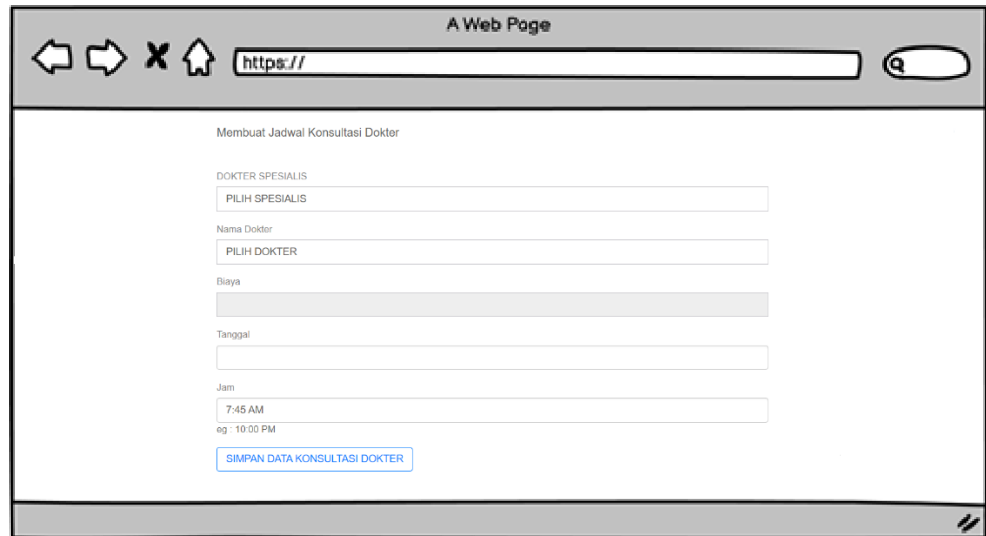 A Web Page
https://
Membuat Jadwal Konsultasi Dokter
DOKTER SPESIALIS
PILIH SPESIALIS
Nama Dokter
PILIH DOKTER
Biaya
Tanggal
Jam
7:45 AM
eg : 10:00 PM
SIMPAN DATA KONSULTASI DOKTER